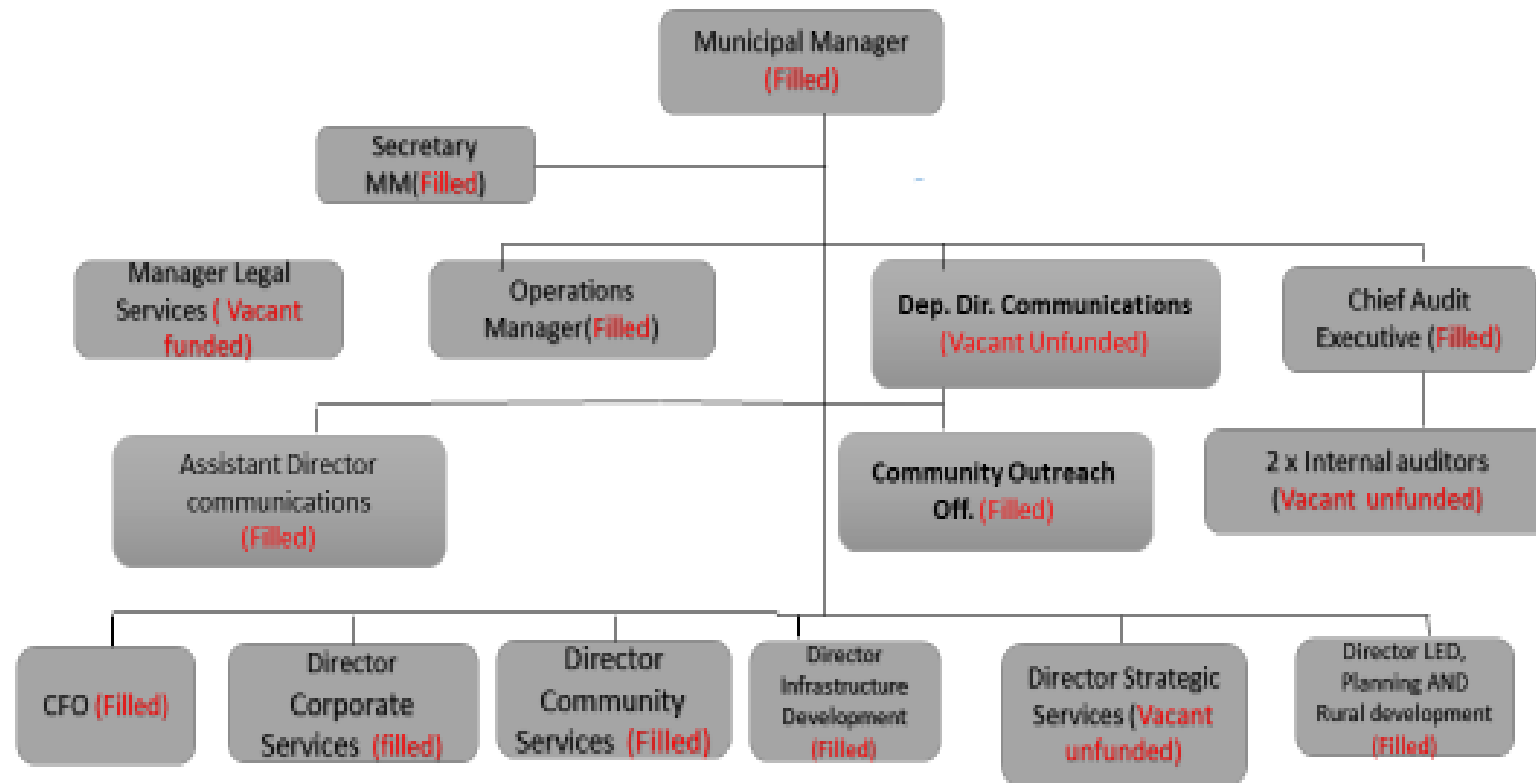 Municipal Manager
(Filled)
Secretary
MM(Filled)
Manager Legal
Services ( Vacant
funded)
Operations
Manager(Filled)
Dep. Dir. Communications
(Vacant Unfunded)
Chief Audit
Executive (Filled)
Assistant Director
communications
(Filled)
Community Outreach
Off. (Filled)
2 x Internal auditors
(Vacant unfunded)
CFO (Filled)
Director
Corporate
Services (filled)
Director
Community
Services (Filled)
Director
Infrastructure
Development
(Filled)
Director Strategic
Services (Vacant
unfunded)
Director LED,
Planning AND
Rural development
(Filled)